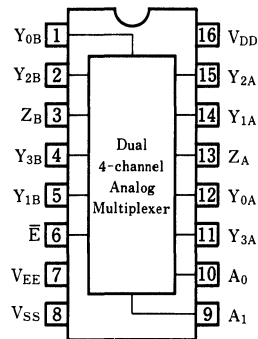 Y0B 1 16 VDD
Y2B 2 15 Y2A
ZB 3 14 Y1A
Y3B 4 13 ZA
Y1B 5 12 Y0A
E̅ 6 11 Y3A
VEE 7 10 A0
VSS 8 9 A1
Dual
4-channel
Analog
Multiplexer